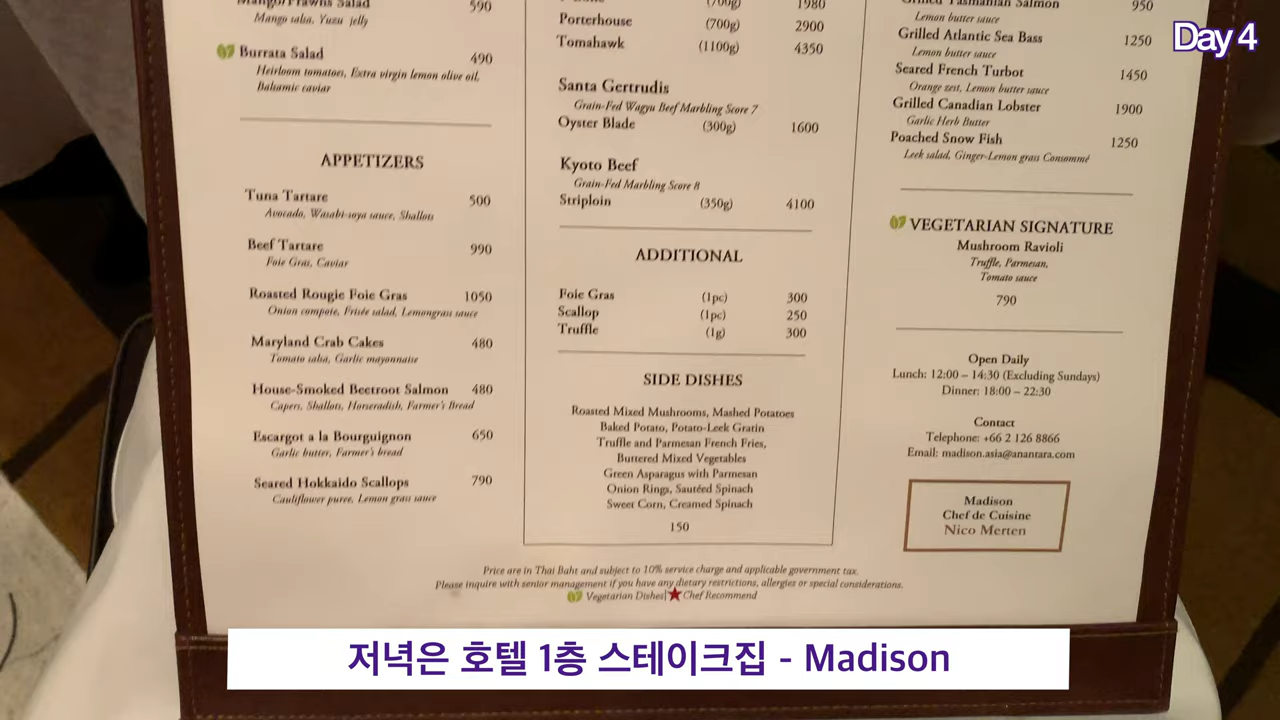 Mango/Prawns Salad 590
Mango salsa, Yuzu jelly
Burrata Salad 490
Heirloom tomatoes, Extra virgin lemon olive oil,
Balsamic caviar
APPETIZERS
Tuna Tartare 500
Avocado, Wasabi-soya sauce, Shallots
Beef Tartare 990
Foie Gras, Caviar
Roasted Rougie Foie Gras 1050
Onion compote, Frisée salad, Lemongrass sauce
Maryland Crab Cakes 480
Tomato salsa, Garlic mayonnaise
House-Smoked Beetroot Salmon 480
Capers, Shallots, Horseradish, Farmer's Bread
Escargot a la Bourguignon 650
Garlic butter, Farmer's bread
Seared Hokkaido Scallops 790
Cauliflower puree, Lemon grass sauce
(700g) 1980
Porterhouse (700g) 2900
Tomahawk (1100g) 4350
Santa Gertrudis
Grain-Fed Wagyu Beef Marbling Score 7
Oyster Blade (300g) 1600
Kyoto Beef
Grain-Fed Marbling Score 8
Striploin (350g) 4100
ADDITIONAL
Foie Gras (1pc) 300
Scallop (1pc) 250
Truffle (1g) 300
SIDE DISHES
Roasted Mixed Mushrooms, Mashed Potatoes
Baked Potato, Potato-Leek Gratin
Truffle and Parmesan French Fries,
Buttered Mixed Vegetables
Green Asparagus with Parmesan
Onion Rings, Sautéed Spinach
Sweet Corn, Creamed Spinach
150
Grilled Tasmanian Salmon 950
Lemon butter sauce
Grilled Atlantic Sea Bass 1250
Lemon butter sauce
Seared French Turbot 1450
Orange zest, Lemon butter sauce
Grilled Canadian Lobster 1900
Garlic Herb Butter
Poached Snow Fish 1250
Leek salad, Ginger-Lemon grass Consommé
VEGETARIAN SIGNATURE
Mushroom Ravioli
Truffle, Parmesan,
Tomato sauce
790
Open Daily
Lunch: 12:00 – 14:30 (Excluding Sundays)
Dinner: 18:00 – 22:30
Contact
Telephone: +66 2 126 8866
Email: madison.asia@anantara.com
Madison
Chef de Cuisine
Nico Merten
Price are in Thai Baht and subject to 10% service charge and applicable government tax.
Please inquire with senior management if you have any dietary restrictions, allergies or special considerations.
Vegetarian Dishes| Chef Recommend
Day 4
저녁은 호텔 1층 스테이크집 - Madison